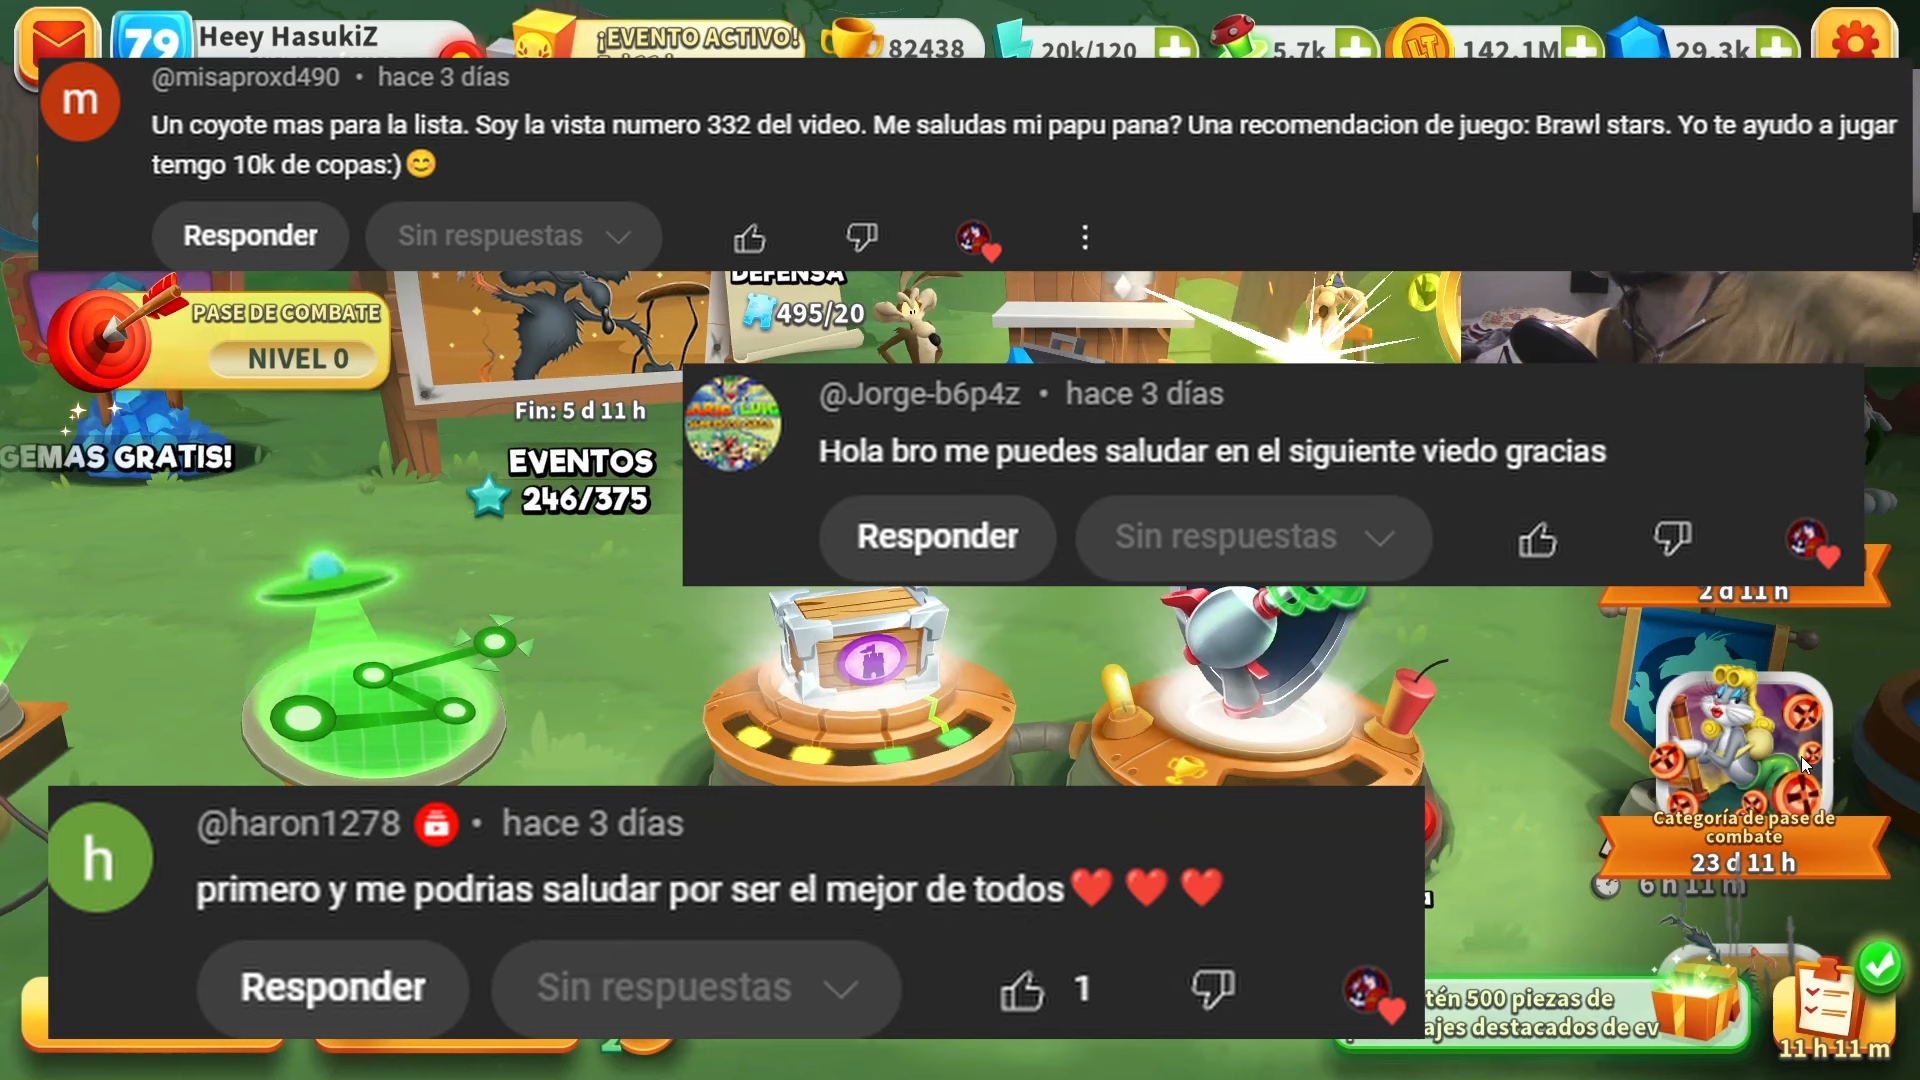 79 Heey HasukiZ
¡EVENTO ACTIVO!
82438
20k/120
5.7k
LT 142.1M
29.3k
m @misaproxd490 • hace 3 días
Un coyote mas para la lista. Soy la vista numero 332 del video. Me saludas mi papu pana? Una recomendacion de juego: Brawl stars. Yo te ayudo a jugar
temgo 10k de copas:) 😊
Responder Sin respuestas
DEFENSA
495/20
PASE DE COMBATE
NIVEL 0
Fin: 5 d 11 h
GEMAS GRATIS!
EVENTOS
246/375
@Jorge-b6p4z • hace 3 días
Hola bro me puedes saludar en el siguiente viedo gracias
Responder Sin respuestas
2 d 11 h
Categoría de pase de
combate
23 d 11 h
6 h 11 m
h @haron1278 • hace 3 días
primero y me podrias saludar por ser el mejor de todos❤️❤️❤️
Responder Sin respuestas 1
tén 500 piezas de
ajes destacados de ev
11 h 11 m